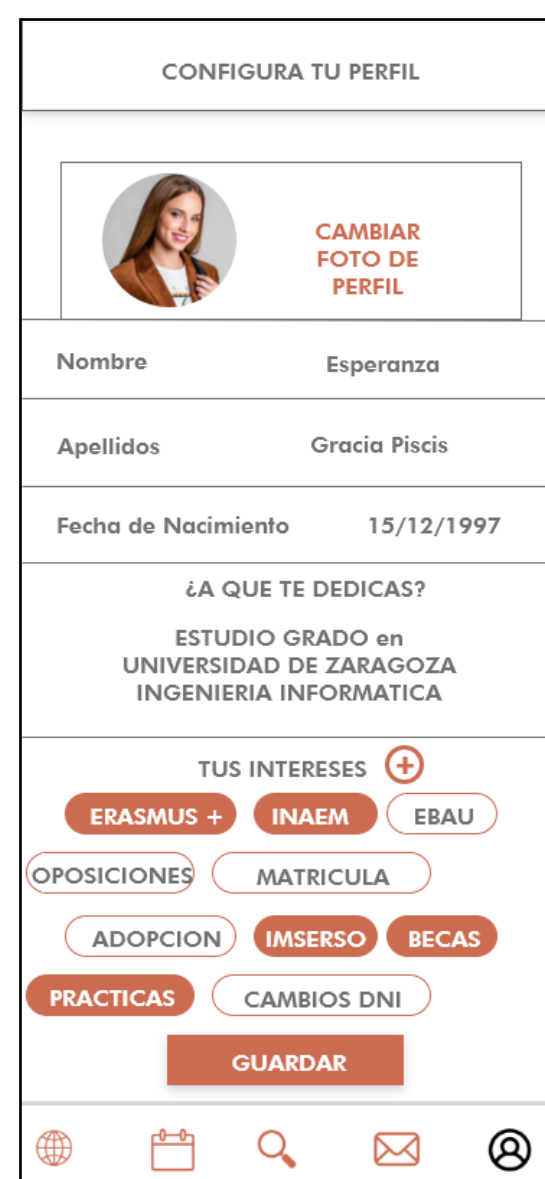 CONFIGURA TU PERFIL
CAMBIAR
FOTO DE
PERFIL
Nombre Esperanza
Apellidos Gracia Piscis
Fecha de Nacimiento 15/12/1997
¿A QUE TE DEDICAS?
ESTUDIO GRADO en
UNIVERSIDAD DE ZARAGOZA
INGENIERIA INFORMATICA
TUS INTERESES +
ERASMUS + INAEM EBAU
OPOSICIONES MATRICULA
ADOPCION IMSERSO BECAS
PRACTICAS CAMBIOS DNI
GUARDAR